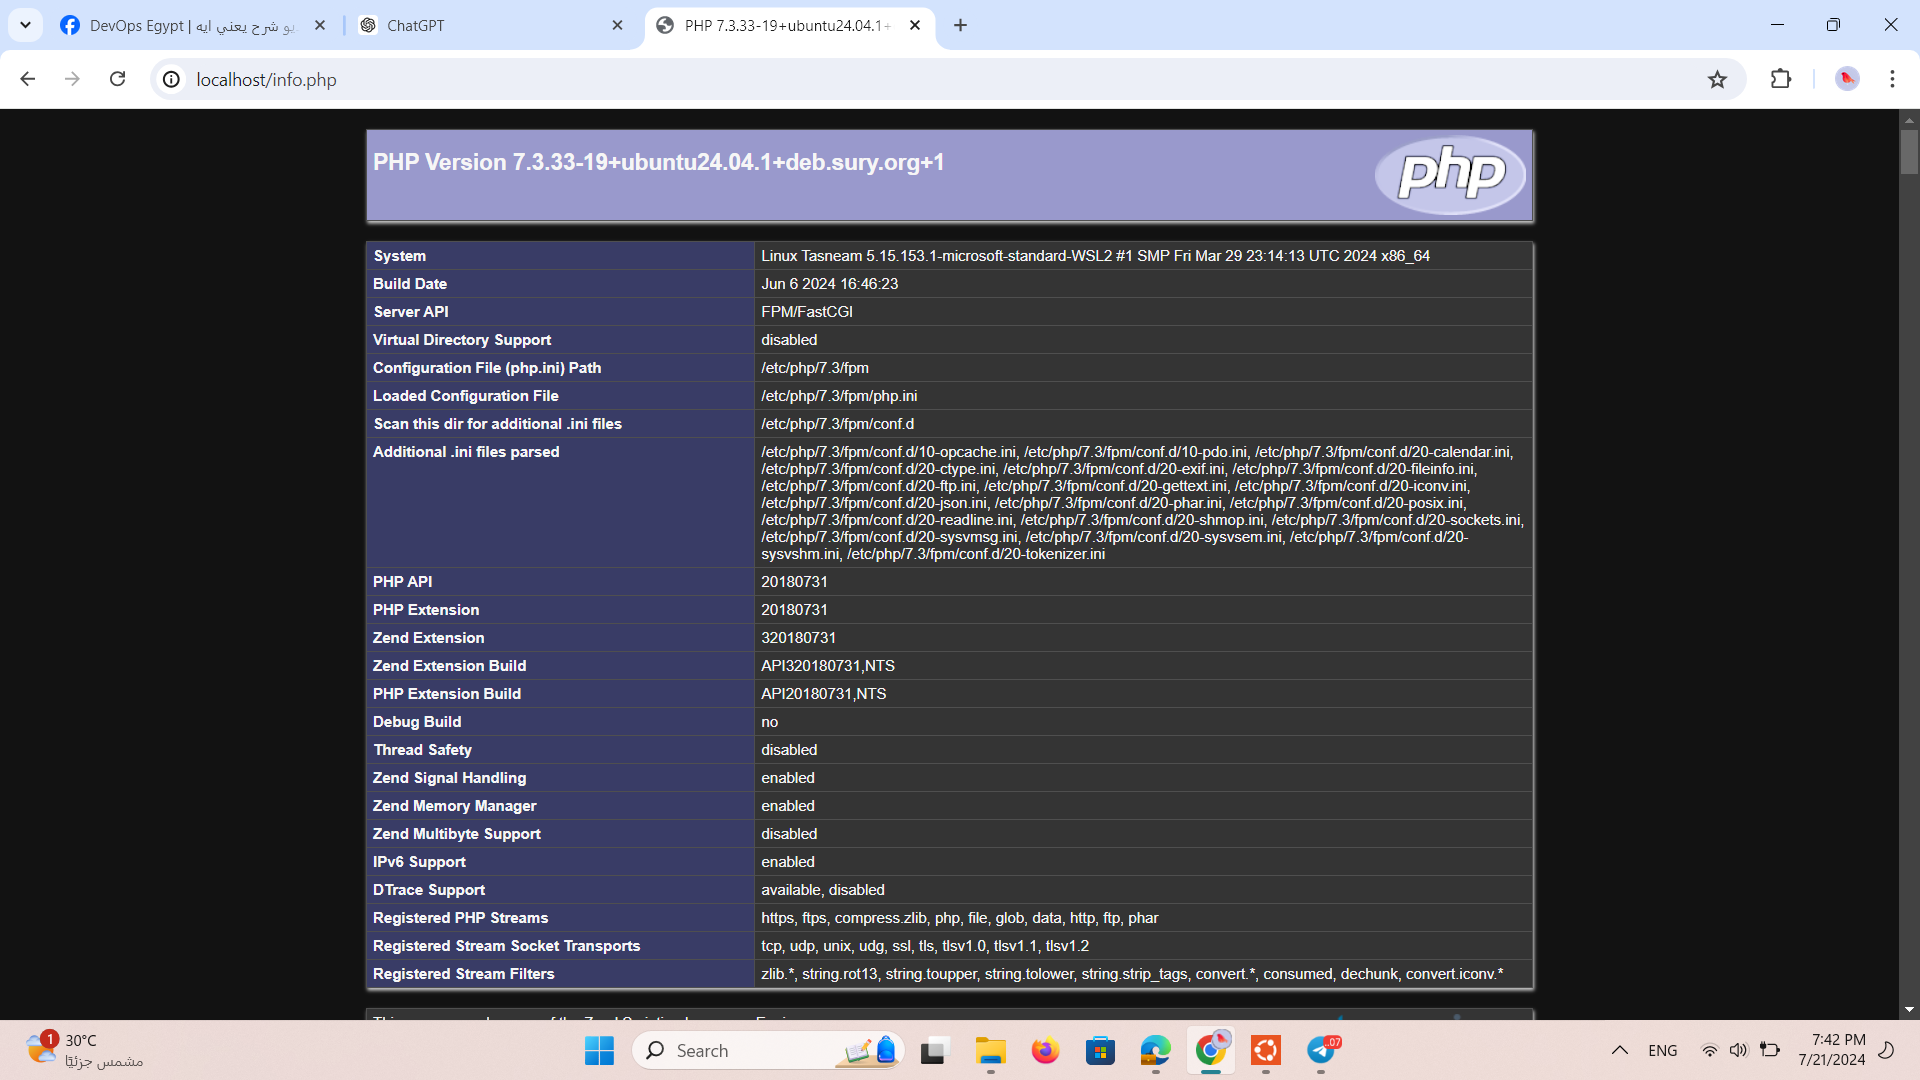 DevOps Egypt | يو شرح يعني ايه
ChatGPT
PHP 7.3.33-19+ubuntu24.04.1+
localhost/info.php
PHP Version 7.3.33-19+ubuntu24.04.1+deb.sury.org+1
php
System Linux Tasneam 5.15.153.1-microsoft-standard-WSL2 #1 SMP Fri Mar 29 23:14:13 UTC 2024 x86_64
Build Date Jun 6 2024 16:46:23
Server API FPM/FastCGI
Virtual Directory Support disabled
Configuration File (php.ini) Path /etc/php/7.3/fpm
Loaded Configuration File /etc/php/7.3/fpm/php.ini
Scan this dir for additional .ini files /etc/php/7.3/fpm/conf.d
Additional .ini files parsed /etc/php/7.3/fpm/conf.d/10-opcache.ini, /etc/php/7.3/fpm/conf.d/10-pdo.ini, /etc/php/7.3/fpm/conf.d/20-calendar.ini,
/etc/php/7.3/fpm/conf.d/20-ctype.ini, /etc/php/7.3/fpm/conf.d/20-exif.ini, /etc/php/7.3/fpm/conf.d/20-fileinfo.ini,
/etc/php/7.3/fpm/conf.d/20-ftp.ini, /etc/php/7.3/fpm/conf.d/20-gettext.ini, /etc/php/7.3/fpm/conf.d/20-iconv.ini,
/etc/php/7.3/fpm/conf.d/20-json.ini, /etc/php/7.3/fpm/conf.d/20-phar.ini, /etc/php/7.3/fpm/conf.d/20-posix.ini,
/etc/php/7.3/fpm/conf.d/20-readline.ini, /etc/php/7.3/fpm/conf.d/20-shmop.ini, /etc/php/7.3/fpm/conf.d/20-sockets.ini,
/etc/php/7.3/fpm/conf.d/20-sysvmsg.ini, /etc/php/7.3/fpm/conf.d/20-sysvsem.ini, /etc/php/7.3/fpm/conf.d/20-
sysvshm.ini, /etc/php/7.3/fpm/conf.d/20-tokenizer.ini
PHP API 20180731
PHP Extension 20180731
Zend Extension 320180731
Zend Extension Build API320180731,NTS
PHP Extension Build API20180731,NTS
Debug Build no
Thread Safety disabled
Zend Signal Handling enabled
Zend Memory Manager enabled
Zend Multibyte Support disabled
IPv6 Support enabled
DTrace Support available, disabled
Registered PHP Streams https, ftps, compress.zlib, php, file, glob, data, http, ftp, phar
Registered Stream Socket Transports tcp, udp, unix, udg, ssl, tls, tlsv1.0, tlsv1.1, tlsv1.2
Registered Stream Filters zlib.*, string.rot13, string.toupper, string.tolower, string.strip_tags, convert.*, consumed, dechunk, convert.iconv.*
1
30°C
مشمس جزئيًا
Search
.07
ENG
7:42 PM
7/21/2024